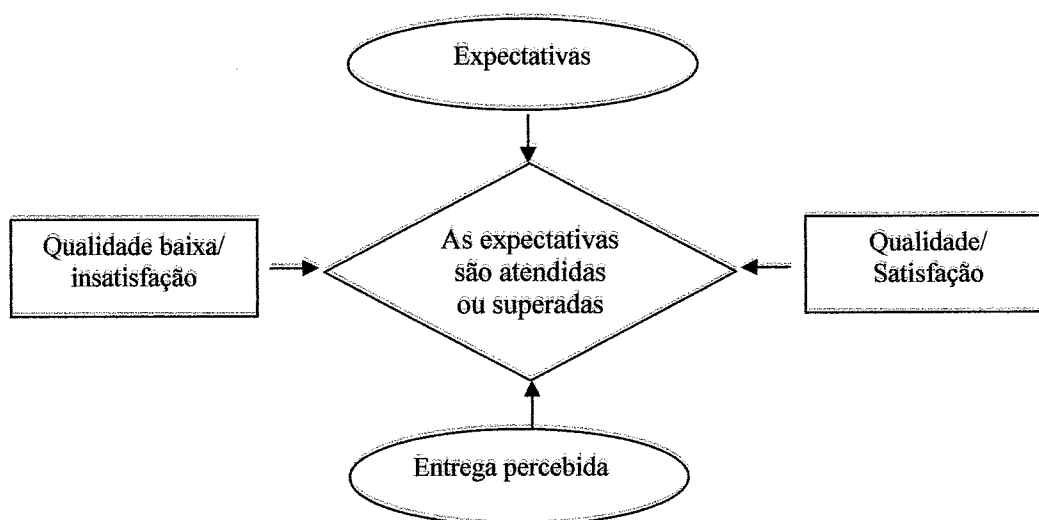 Expectativas
Qualidade baixa/
insatisfação
As expectativas
são atendidas
ou superadas
Qualidade/
Satisfação
Entrega percebida